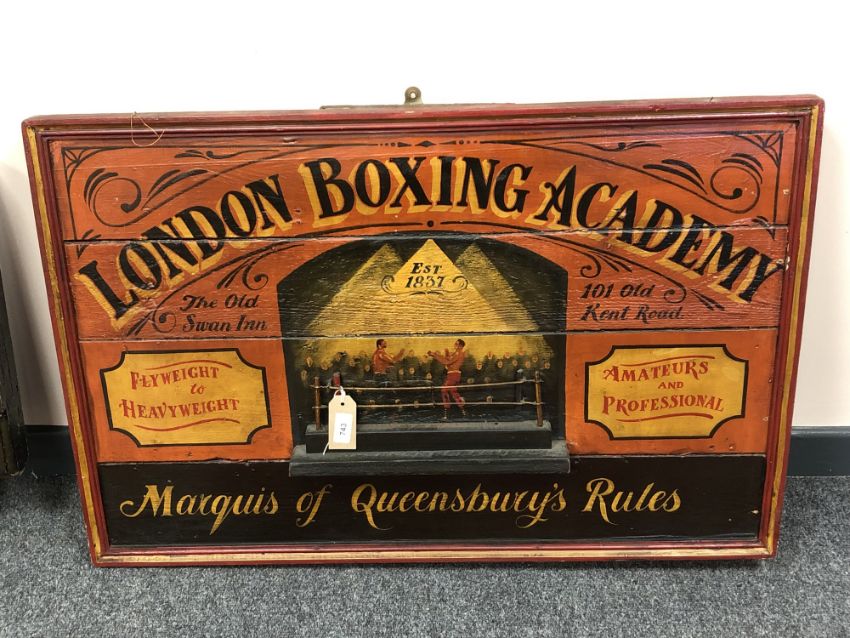 LONDON BOXING ACADEMY
EST
1837
The Old
Swan Inn
101 Old
Kent Road
FLYWEIGHT
to
HEAVYWEIGHT
AMATEURS
AND
PROFESSIONAL
743
Marquis of Queensbury's Rules